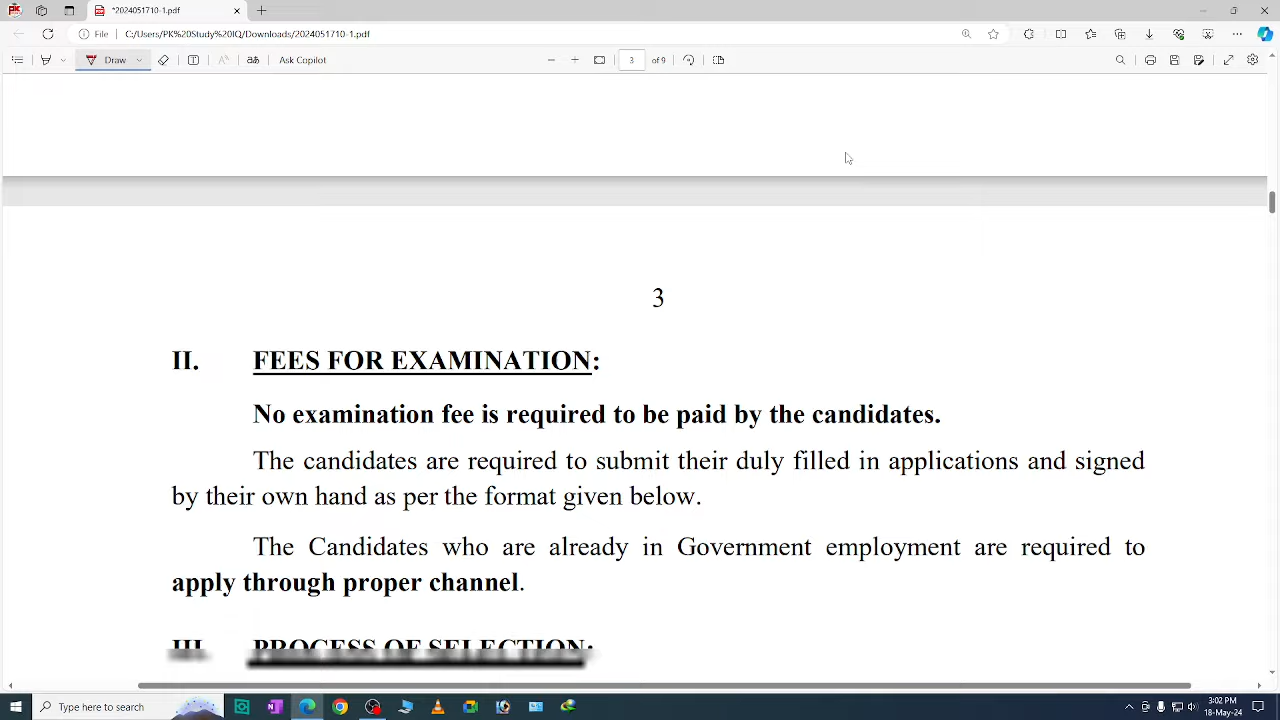 *2024051710-1.pdf
File C:/Users/PK%20Study%20IQ/Downloads/2024051710-1.pdf
Draw Ask Copilot 3 of 9
3
II. FEES FOR EXAMINATION:
No examination fee is required to be paid by the candidates.
The candidates are required to submit their duly filled in applications and signed
by their own hand as per the format given below.
The Candidates who are already in Government employment are required to
apply through proper channel.
III. PROCESS OF SELECTION:
Type here to search
3:02 PM
18-May-24